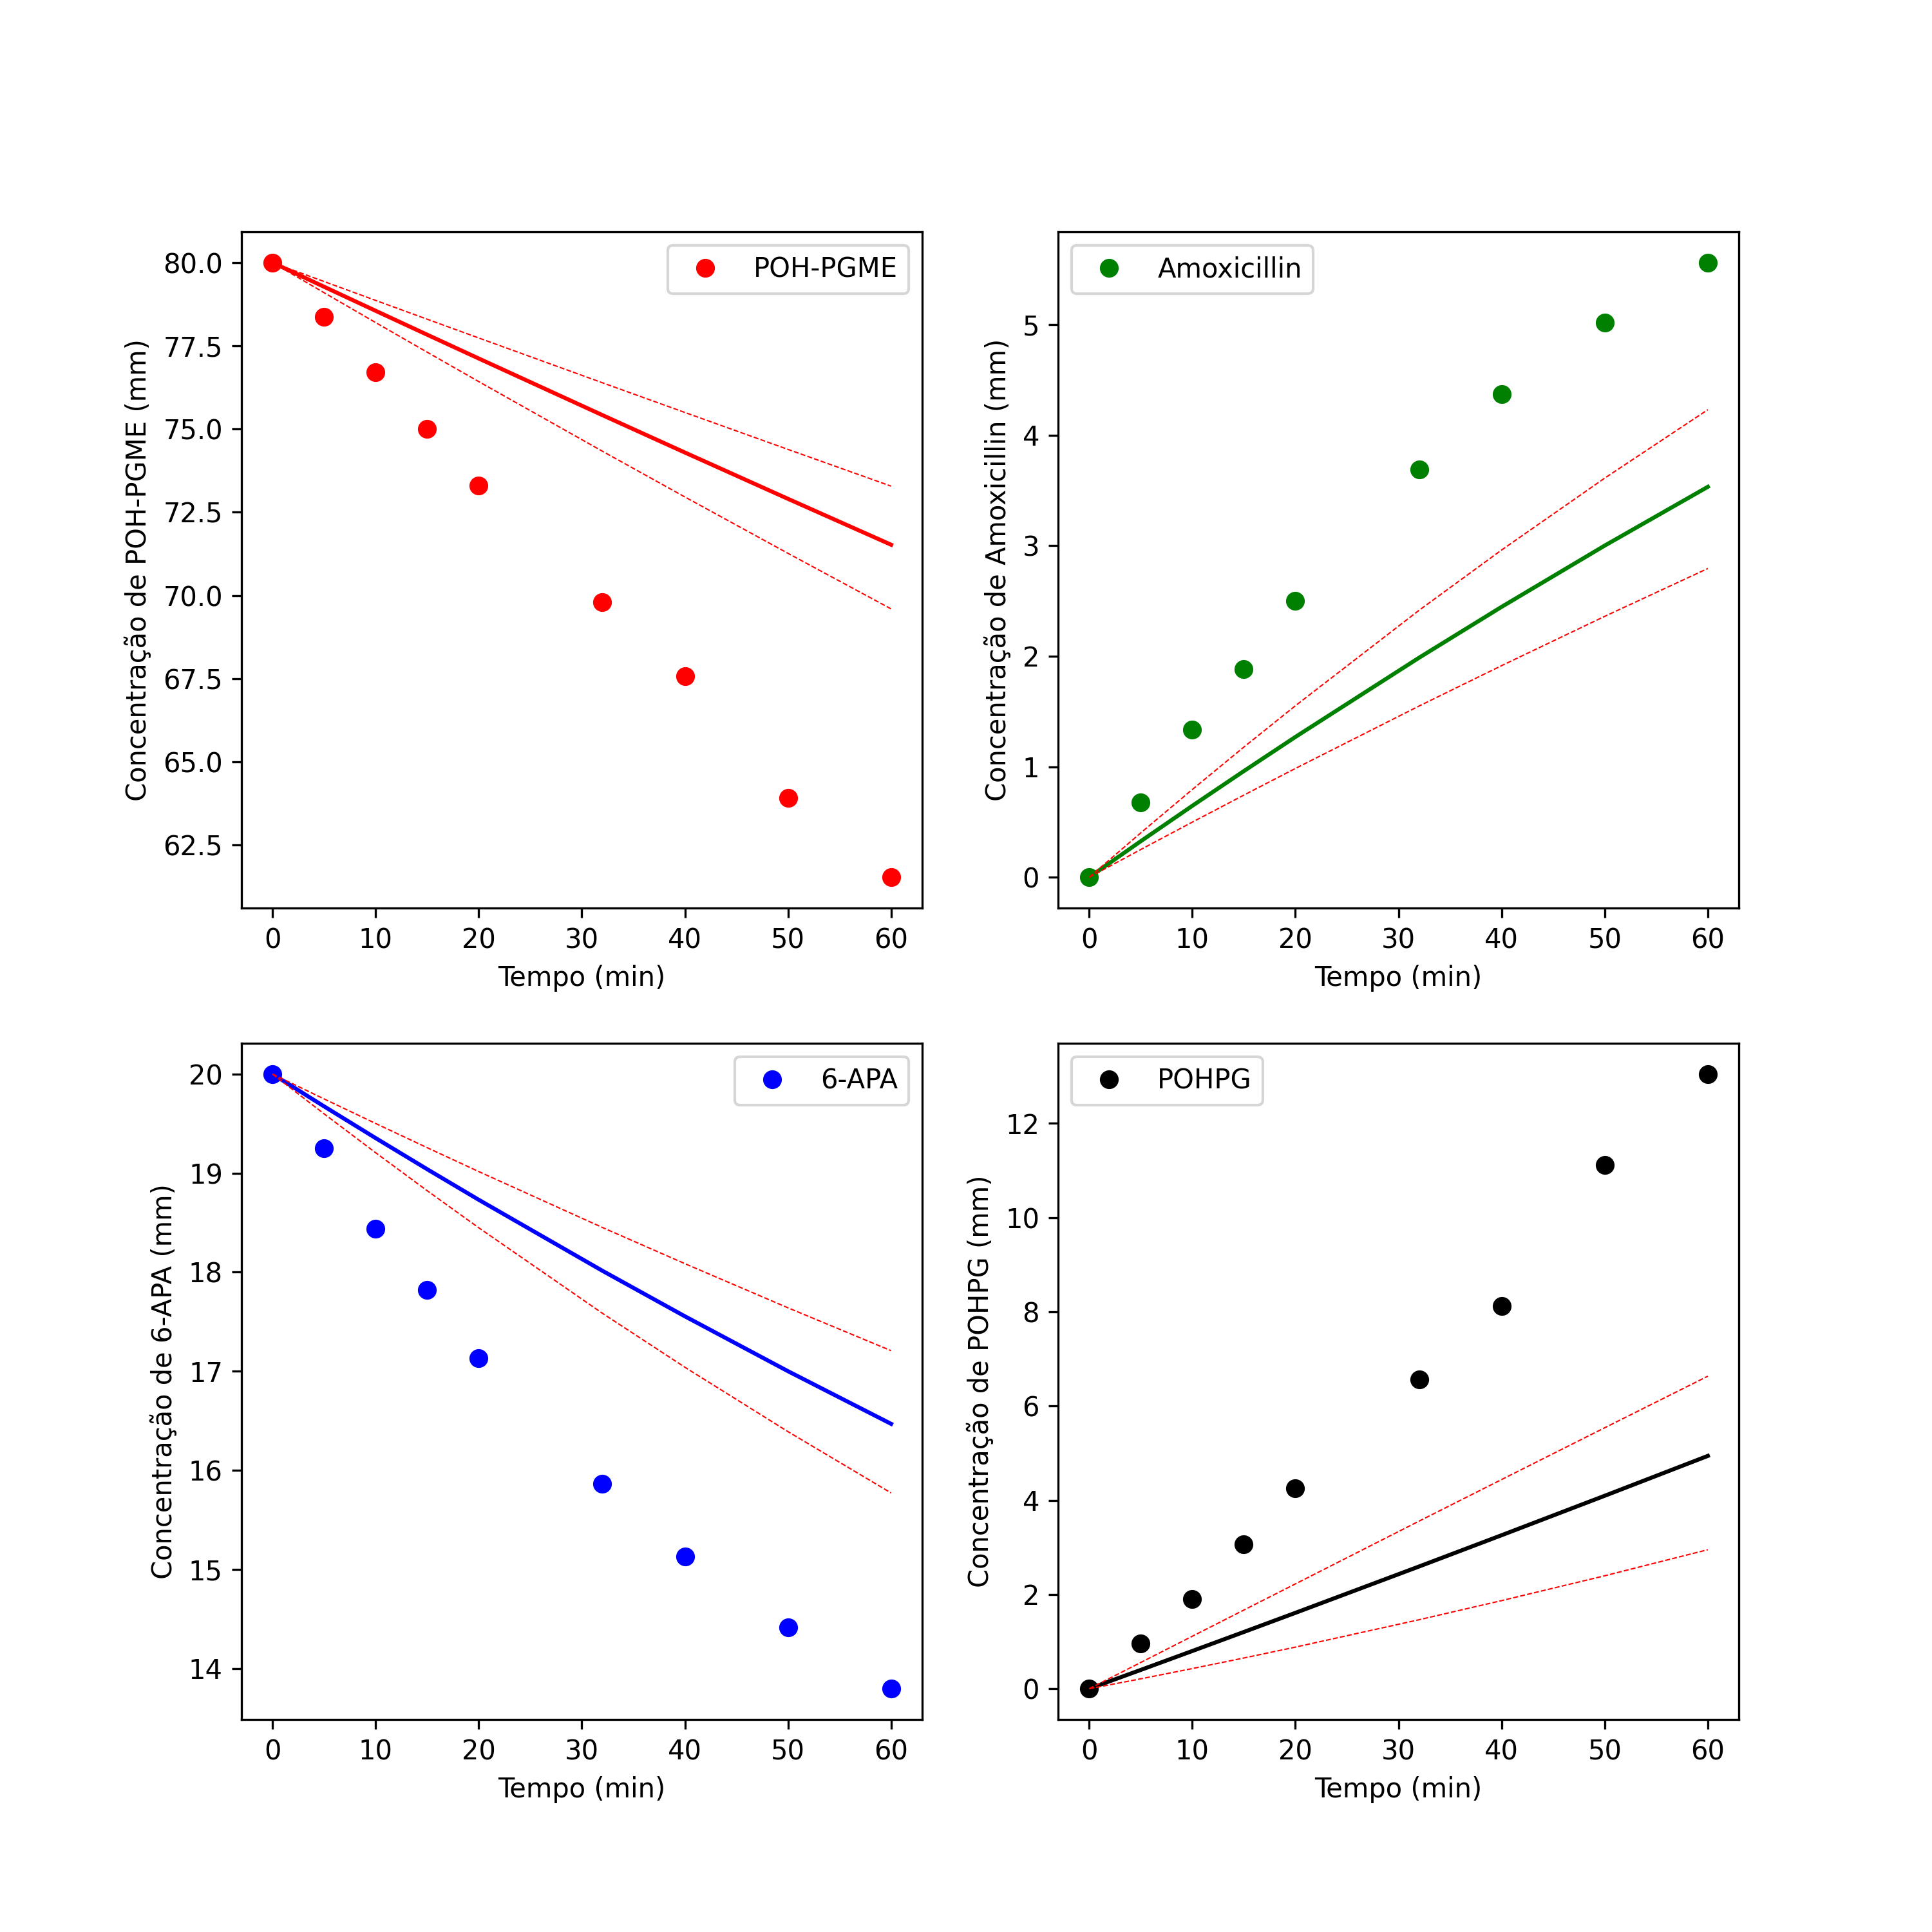 POH-PGME
Concentração de POH-PGME (mm)
80.0
77.5
75.0
72.5
70.0
67.5
65.0
62.5
0 10 20 30 40 50 60
Tempo (min)
Amoxicillin
Concentração de Amoxicillin (mm)
5
4
3
2
1
0
0 10 20 30 40 50 60
Tempo (min)
6-APA
Concentração de 6-APA (mm)
20
19
18
17
16
15
14
0 10 20 30 40 50 60
Tempo (min)
POHPG
Concentração de POHPG (mm)
12
10
8
6
4
2
0
0 10 20 30 40 50 60
Tempo (min)